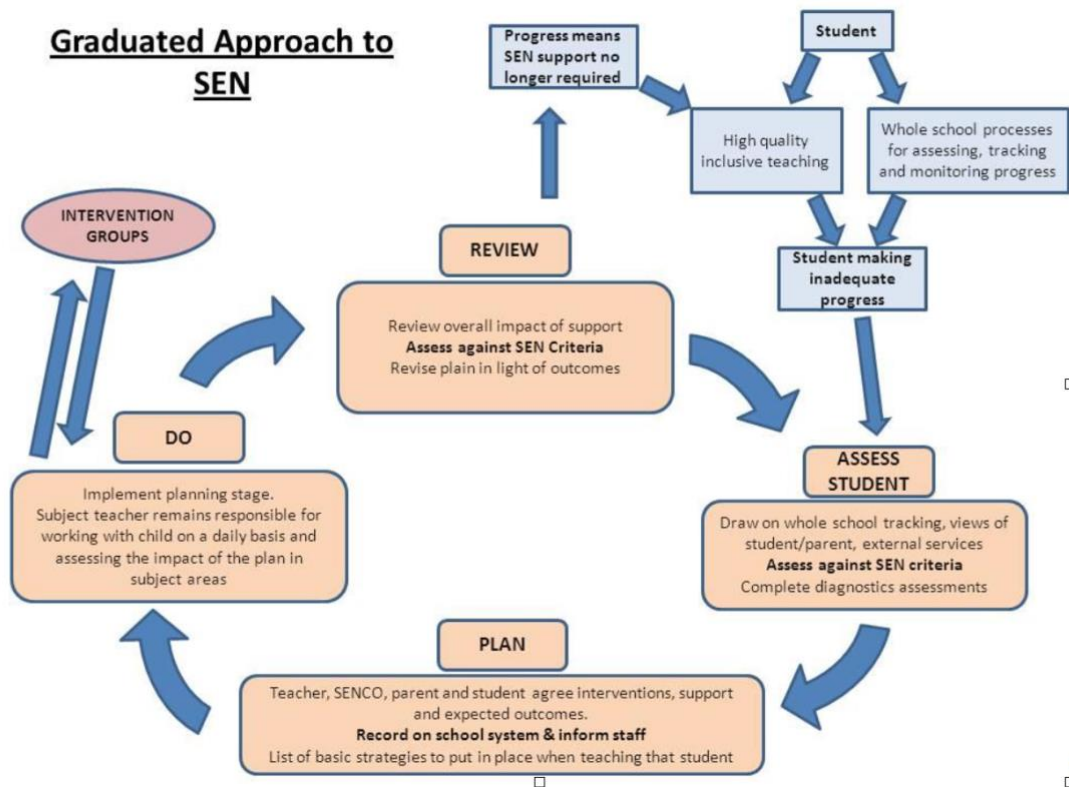 Graduated Approach to
SEN
Progress means
SEN support no
longer required
Student
High quality
inclusive teaching
Whole school processes
for assessing, tracking
and monitoring progress
Student making
inadequate
progress
INTERVENTION
GROUPS
REVIEW
Review overall impact of support
Assess against SEN Criteria
Revise plain in light of outcomes
DO
Implement planning stage.
Subject teacher remains responsible for
working with child on a daily basis and
assessing the impact of the plan in
subject areas
ASSESS
STUDENT
Draw on whole school tracking, views of
student/parent, external services
Assess against SEN criteria
Complete diagnostics assessments
PLAN
Teacher, SENCO, parent and student agree interventions, support
and expected outcomes.
Record on school system & inform staff
List of basic strategies to put in place when teaching that student